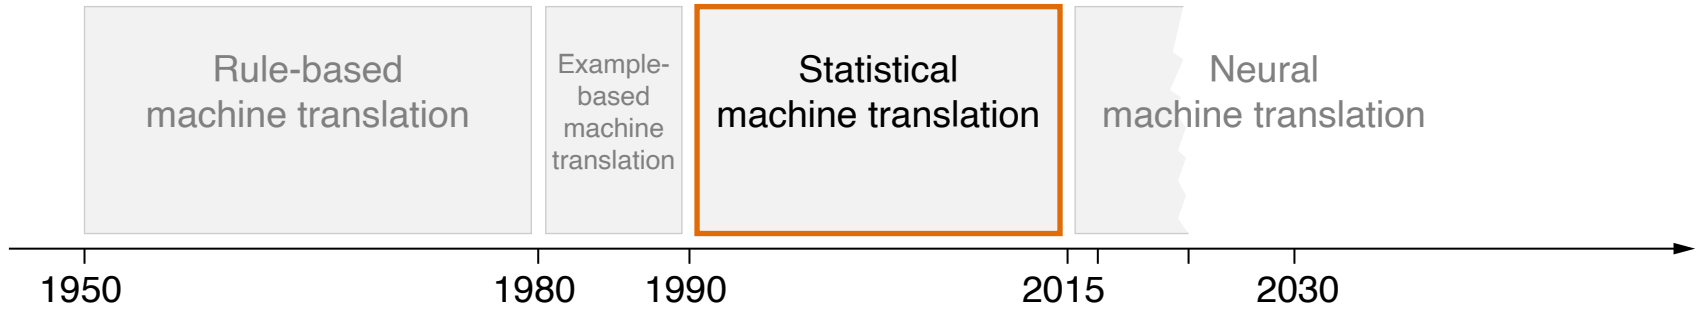 Rule-based
machine translation
Example-
based
machine
translation
Statistical
machine translation
Neural
machine translation
1950
1980
1990
2015
2030